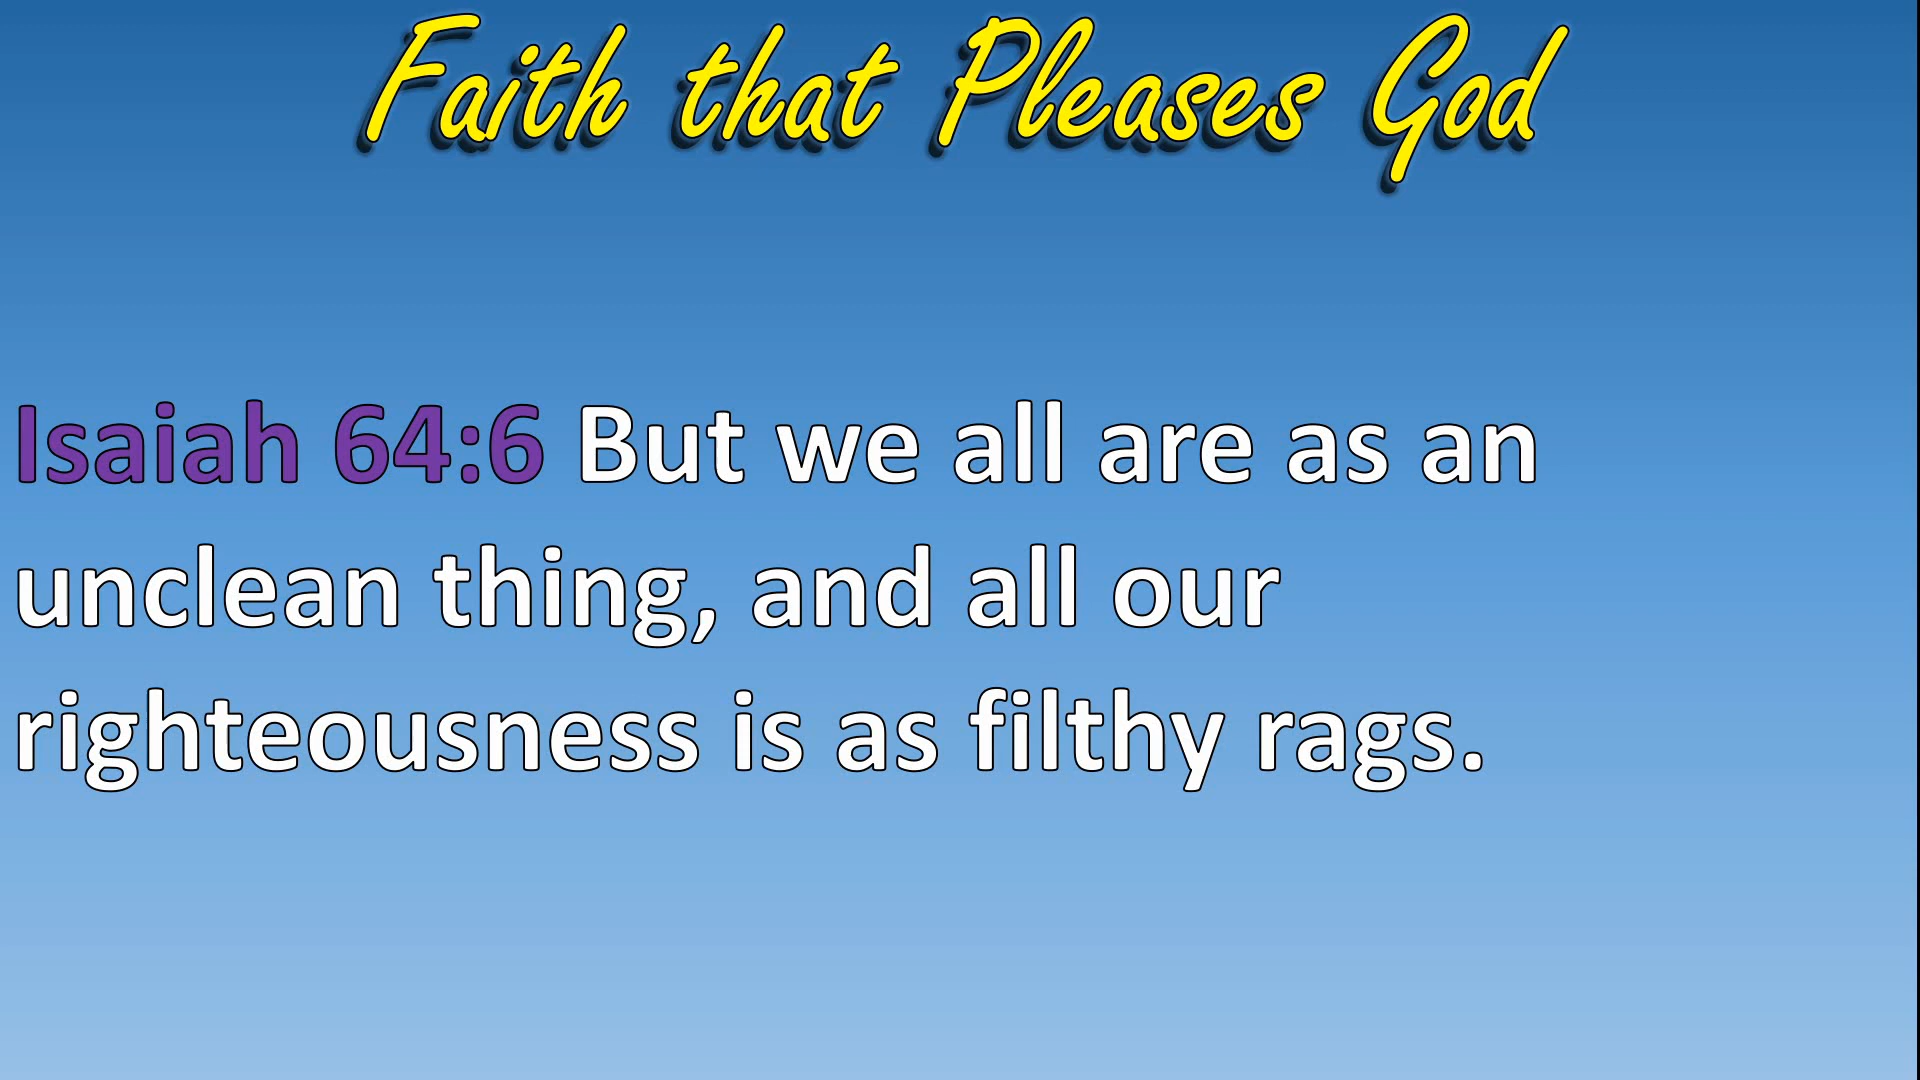 Faith that Pleases God
Isaiah 64:6 But we all are as an
unclean thing, and all our
righteousness is as filthy rags.